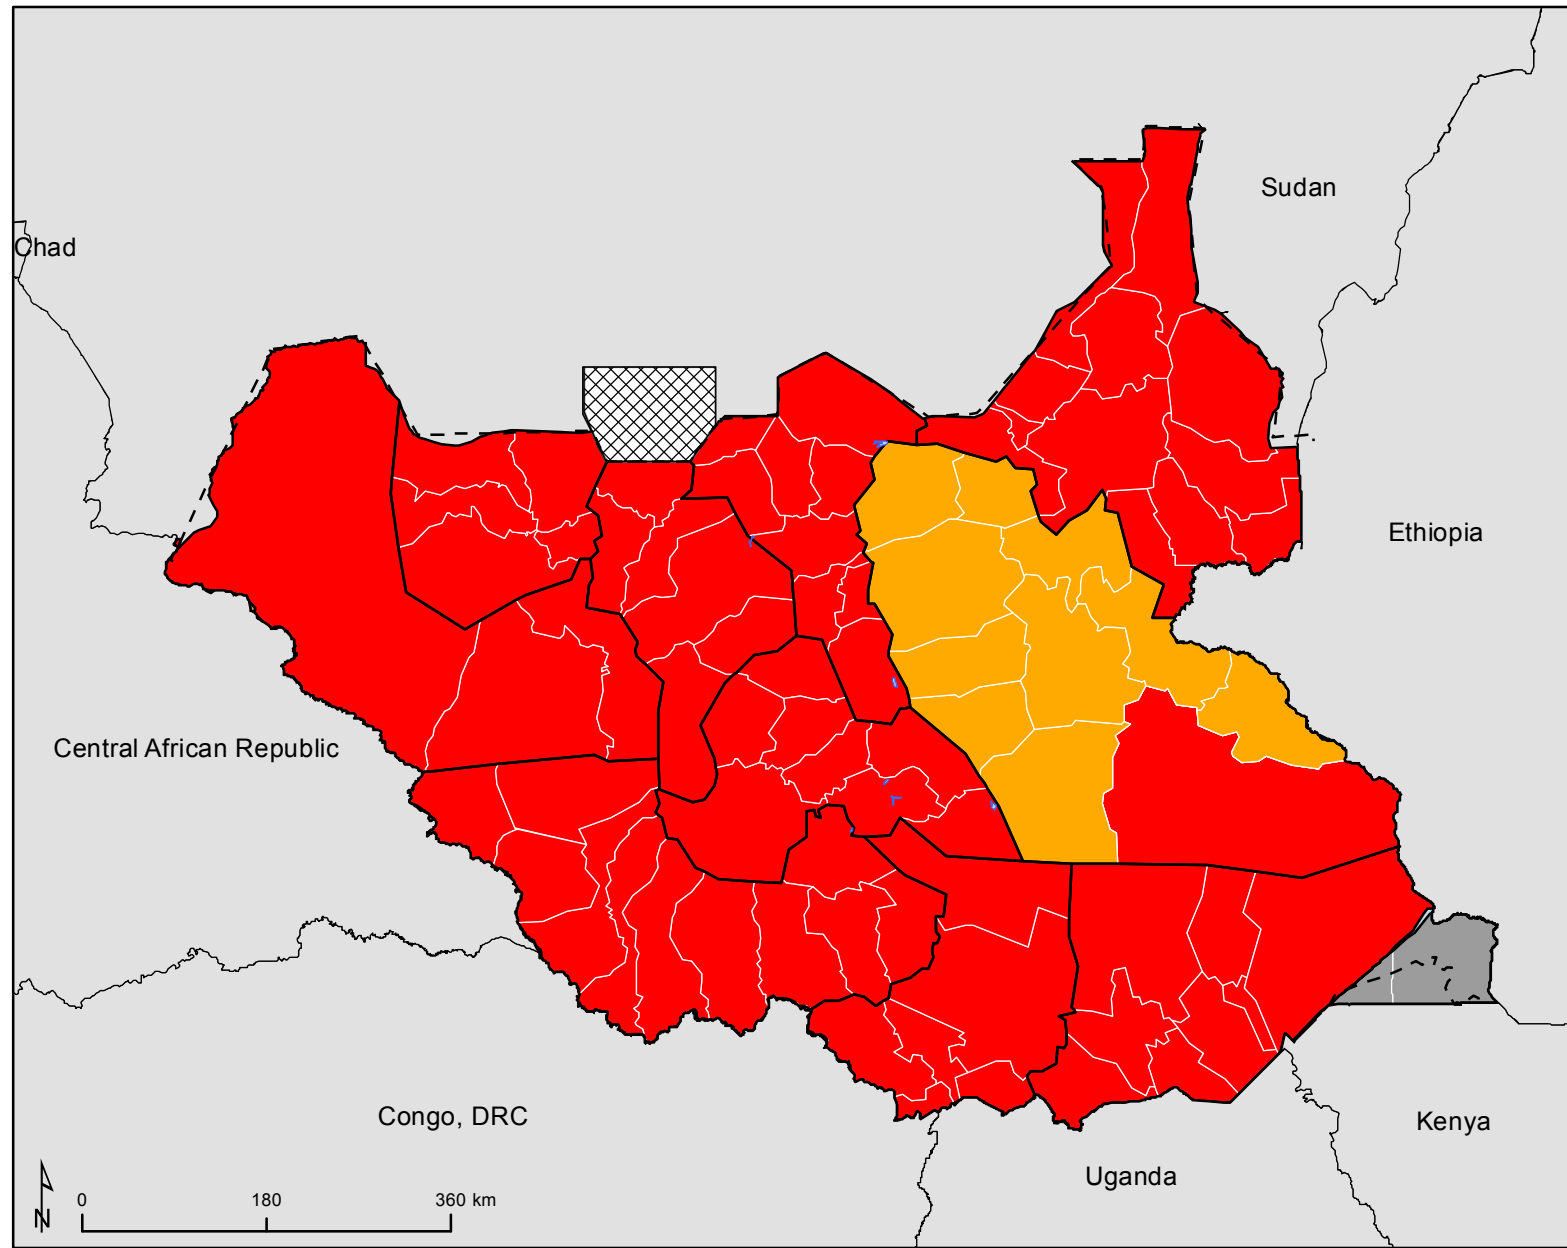 Sudan
Chad
Ethiopia
Central African Republic
Congo, DRC
Kenya
Uganda
N
0 180 360 km